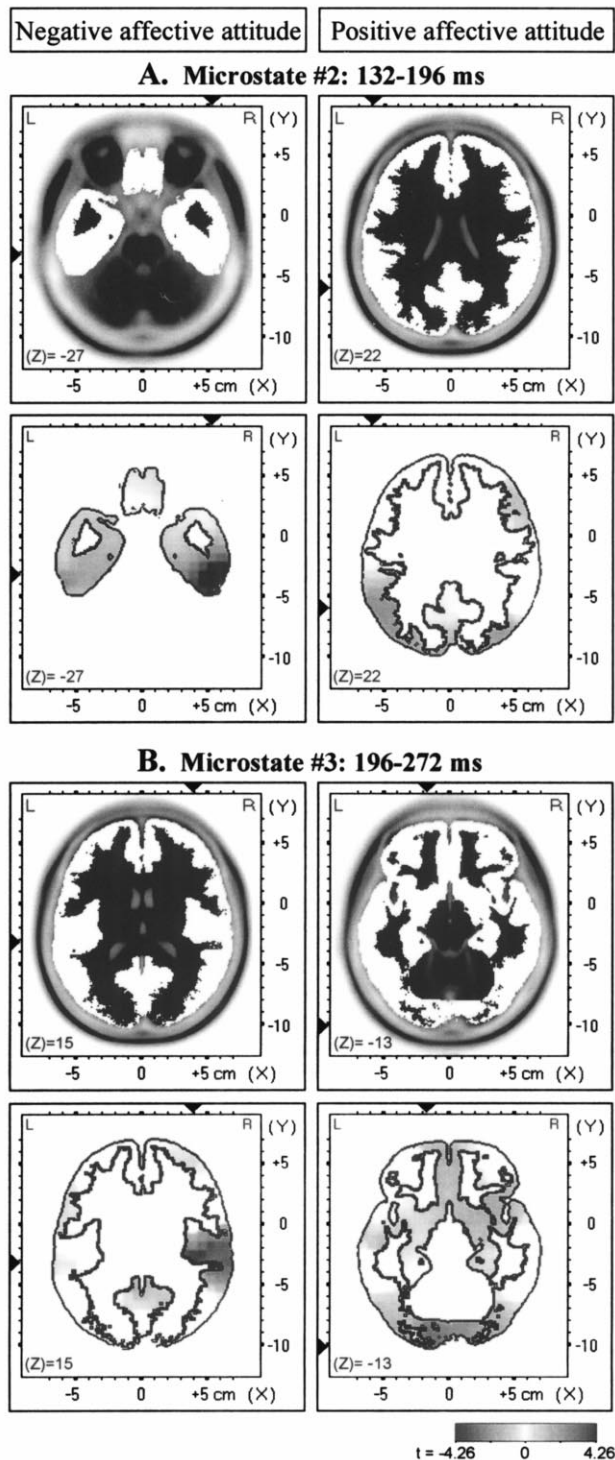 Negative affective attitude Positive affective attitude
A. Microstate #2: 132-196 ms
L R (Y) L R (Y)
+5 +5
0 0
-5 -5
-10 -10
(Z)= -27 (Z)=22
-5 0 +5 cm (X) -5 0 +5 cm (X)
L R (Y) L R (Y)
+5 +5
0 0
-5 -5
-10 -10
(Z)= -27 (Z)=22
-5 0 +5 cm (X) -5 0 +5 cm (X)
B. Microstate #3: 196-272 ms
L R (Y) L R (Y)
+5 +5
0 0
-5 -5
-10 -10
(Z)=15 (Z)= -13
-5 0 +5 cm (X) -5 0 +5 cm (X)
L R (Y) L R (Y)
+5 +5
0 0
-5 -5
-10 -10
(Z)=15 (Z)= -13
-5 0 +5 cm (X) -5 0 +5 cm (X)
t = -4.26 0 4.26